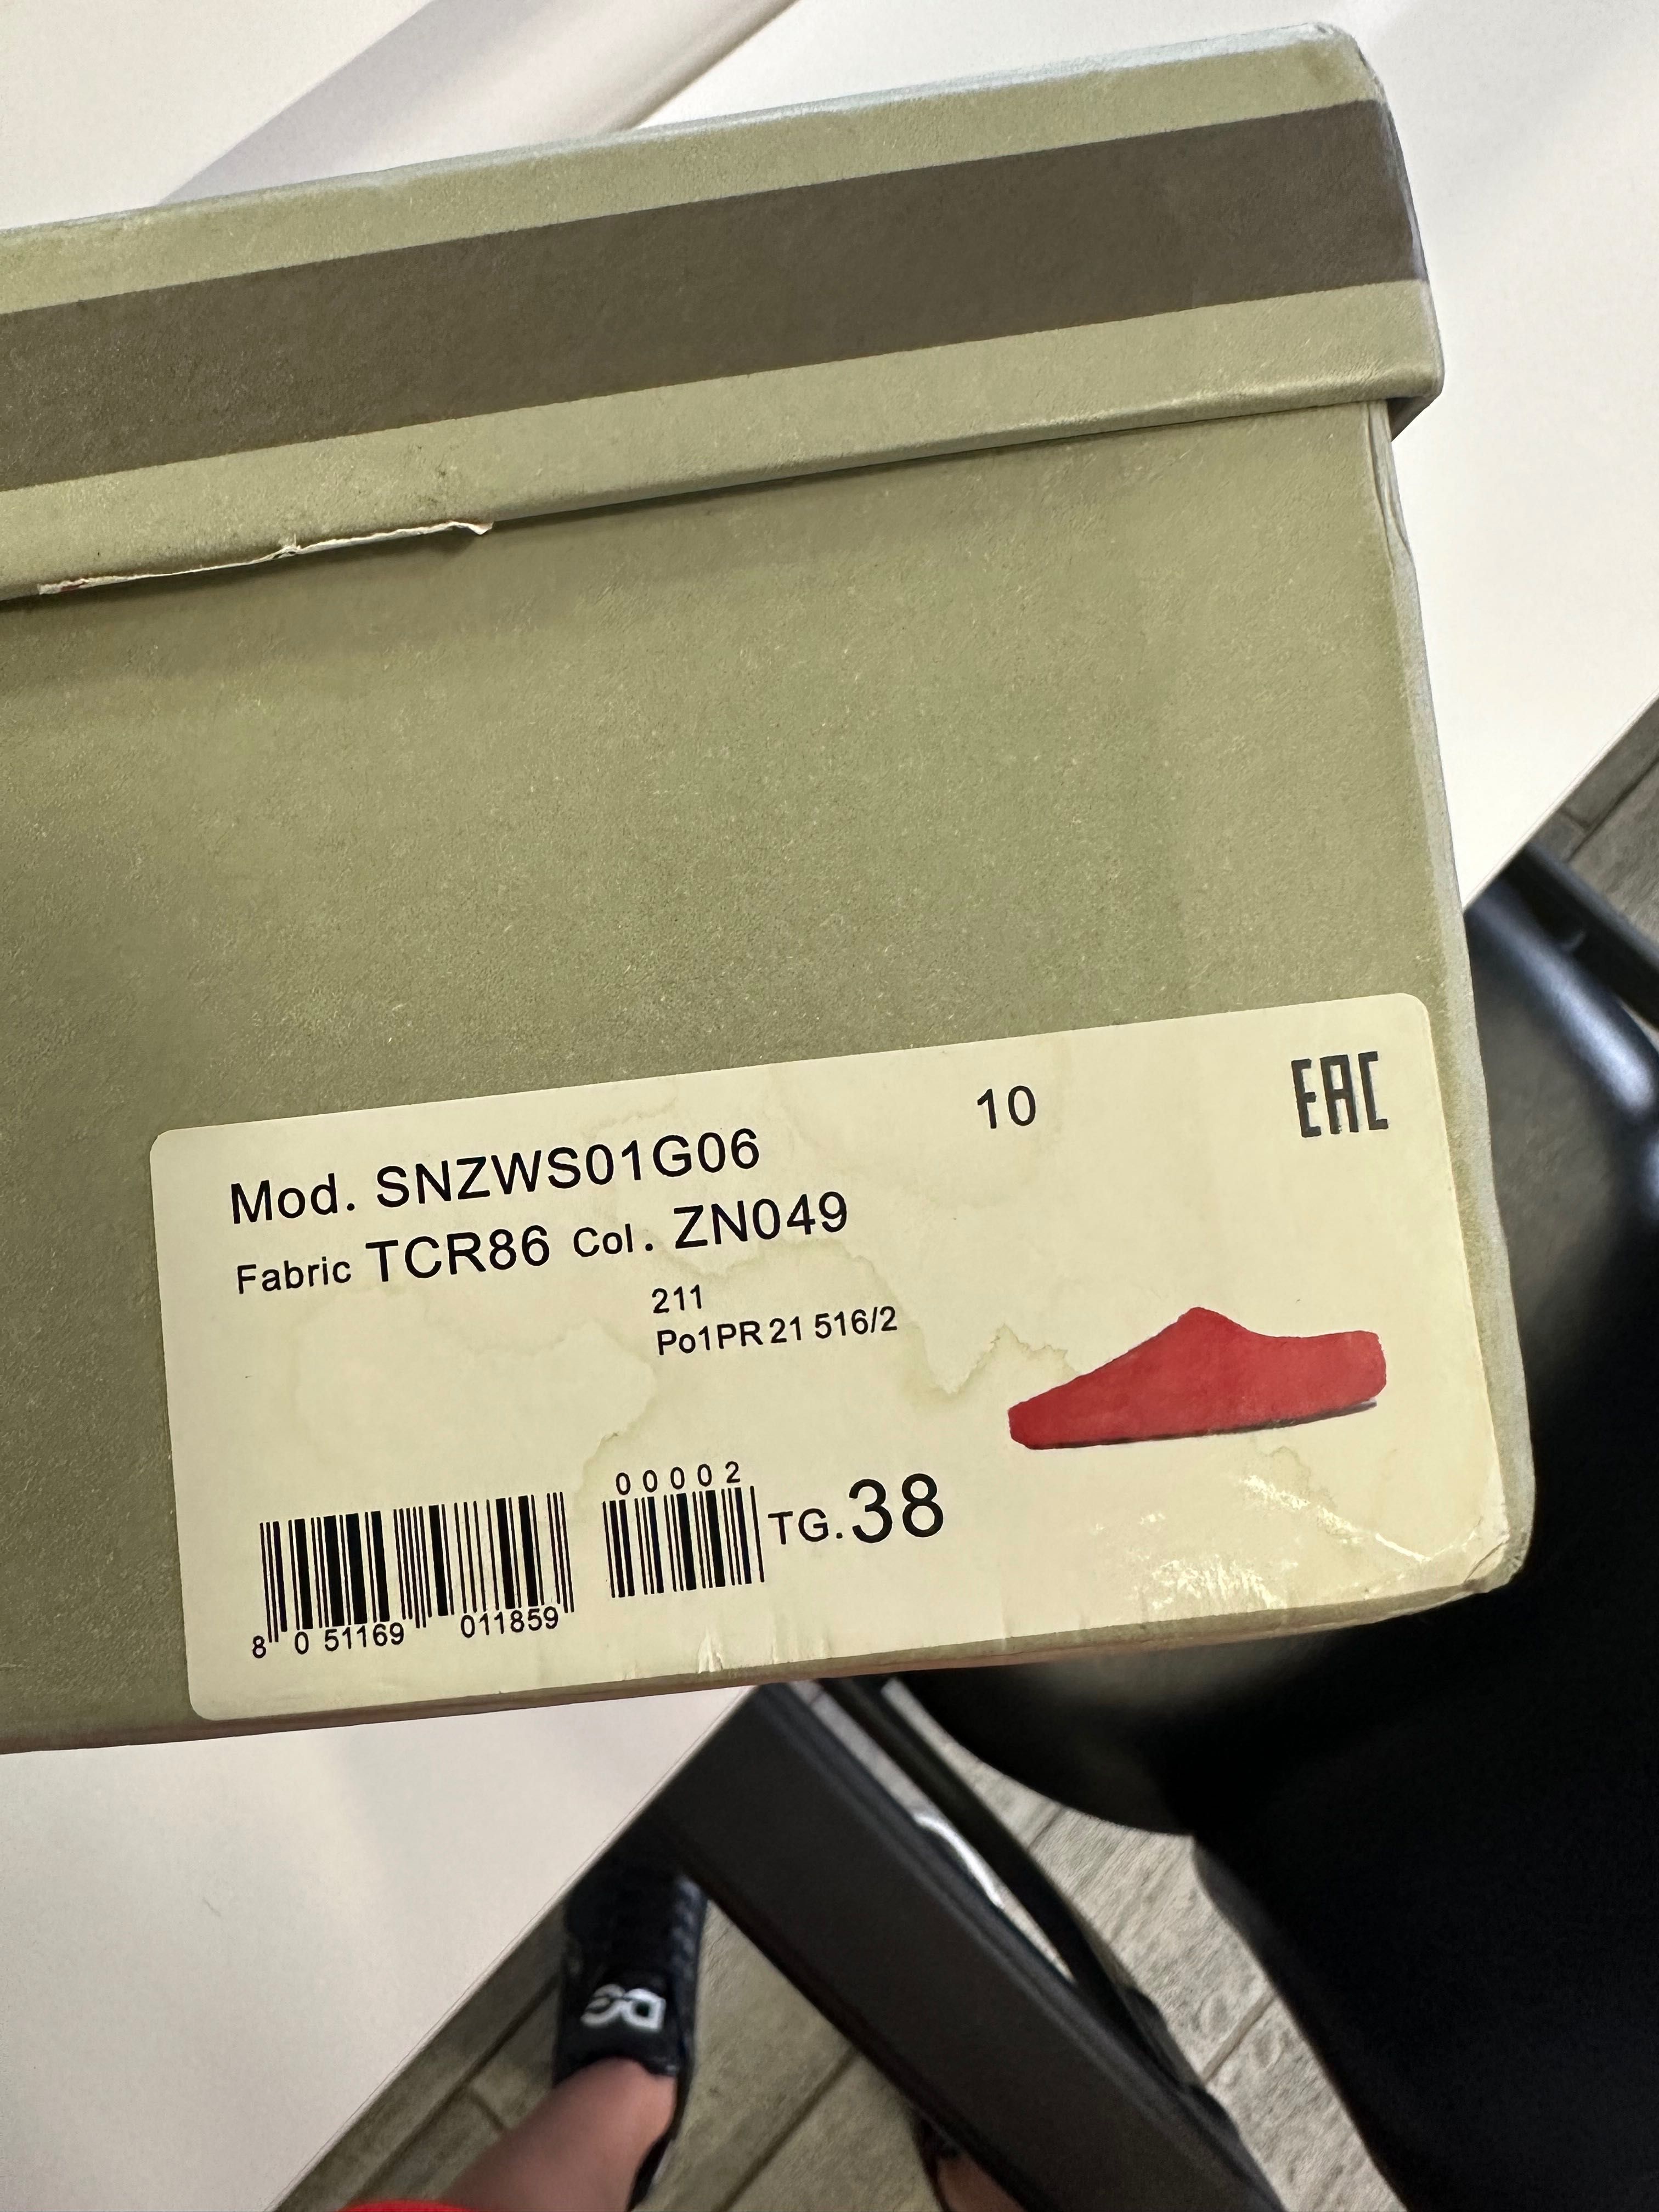 10
EAC
Mod. SNZWS01G06
Fabric TCR86 Col. ZN049
211
Po1PR 21 516/2
00002
TG. 38
8 051169 011859
DG